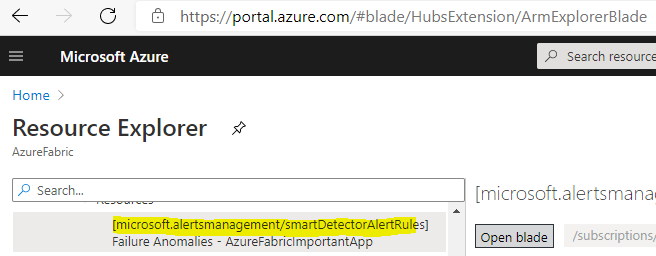 https://portal.azure.com/#blade/HubsExtension/ArmExplorerBlade
Microsoft Azure
Search resource
Home >
Resource Explorer
AzureFabric
Search...
Resources
[microsoft.alertsmanagement/smartDetectorAlertRules]
Failure Anomalies - AzureFabricImportantApp
[microsoft.alertsmana
Open blade
/subscriptions/